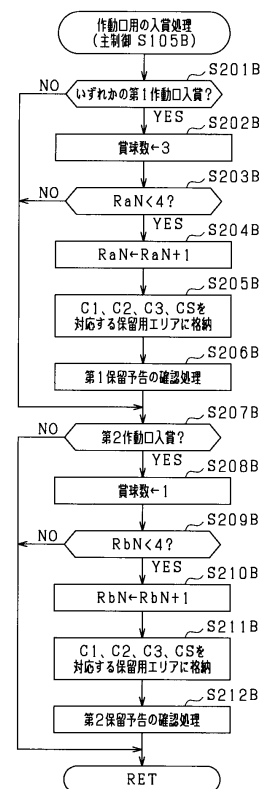 作動口用の入賞処理
(主制御 S105B)
S201B
いずれかの第1作動口入賞?
NO
YES
S202B
賞球数←3
S203B
RaN<4?
NO
YES
S204B
RaN←RaN+1
S205B
C1、C2、C3、CSを
対応する保留用エリアに格納
S206B
第1保留予告の確認処理
S207B
第2作動口入賞?
NO
YES
S208B
賞球数←1
S209B
RbN<4?
NO
YES
S210B
RbN←RbN+1
S211B
C1、C2、C3、CSを
対応する保留用エリアに格納
S212B
第2保留予告の確認処理
RET